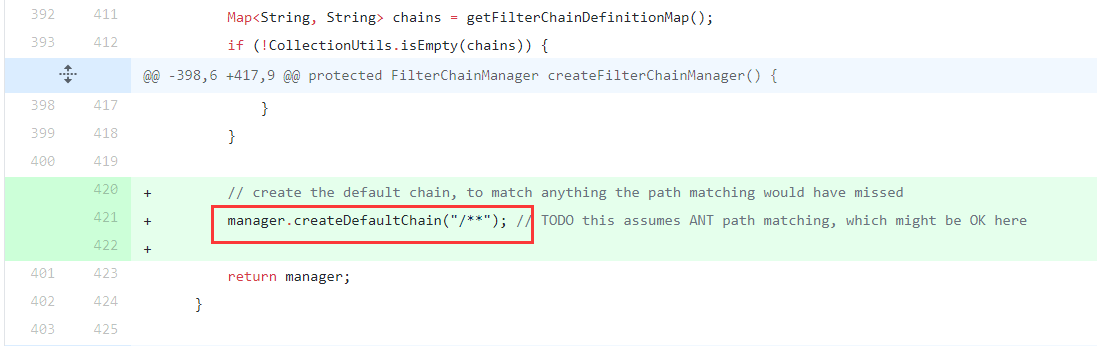 392 411 Map<String, String> chains = getFilterChainDefinitionMap();
393 412 if (!CollectionUtils.isEmpty(chains)) {
@@ -398,6 +417,9 @@ protected FilterChainManager createFilterChainManager() {
398 417 }
399 418 }
400 419
420 + // create the default chain, to match anything the path matching would have missed
421 + manager.createDefaultChain("/**"); // TODO this assumes ANT path matching, which might be OK here
422 +
401 423 return manager;
402 424 }
403 425